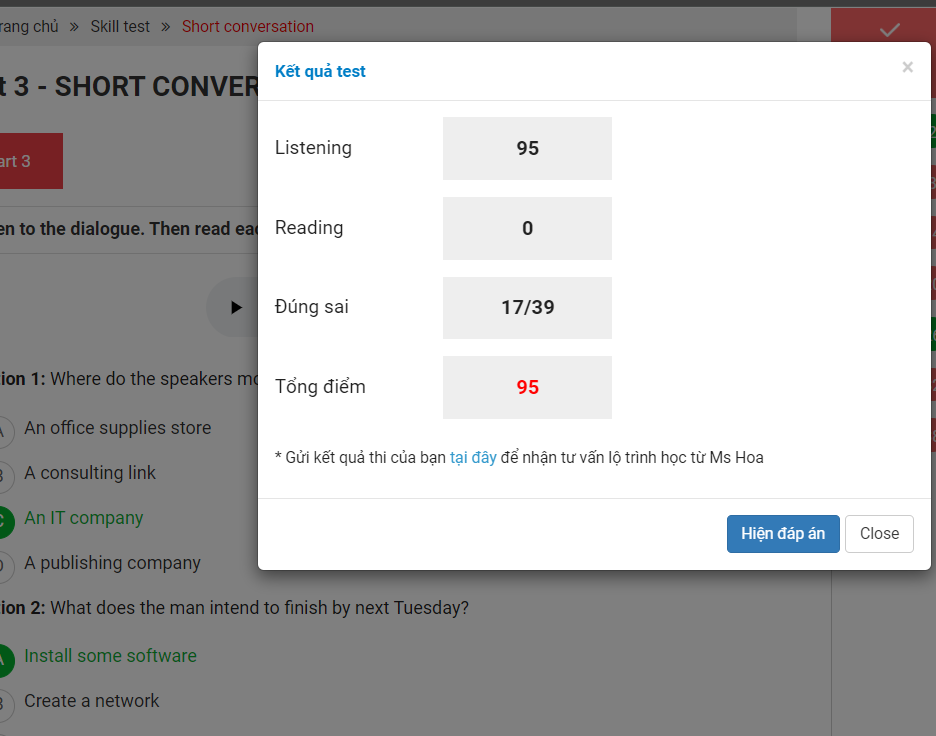 rang chủ » Skill test » Short conversation
t 3 - SHORT CONVER
art 3
en to the dialogue. Then read eac
Kết quả test
×
Listening 95
Reading 0
Đúng sai 17/39
Tổng điểm 95
* Gửi kết quả thi của bạn tại đây để nhận tư vấn lộ trình học từ Ms Hoa
Hiện đáp án
Close
ion 1: Where do the speakers mo
An office supplies store
A consulting link
An IT company
A publishing company
ion 2: What does the man intend to finish by next Tuesday?
Install some software
Create a network